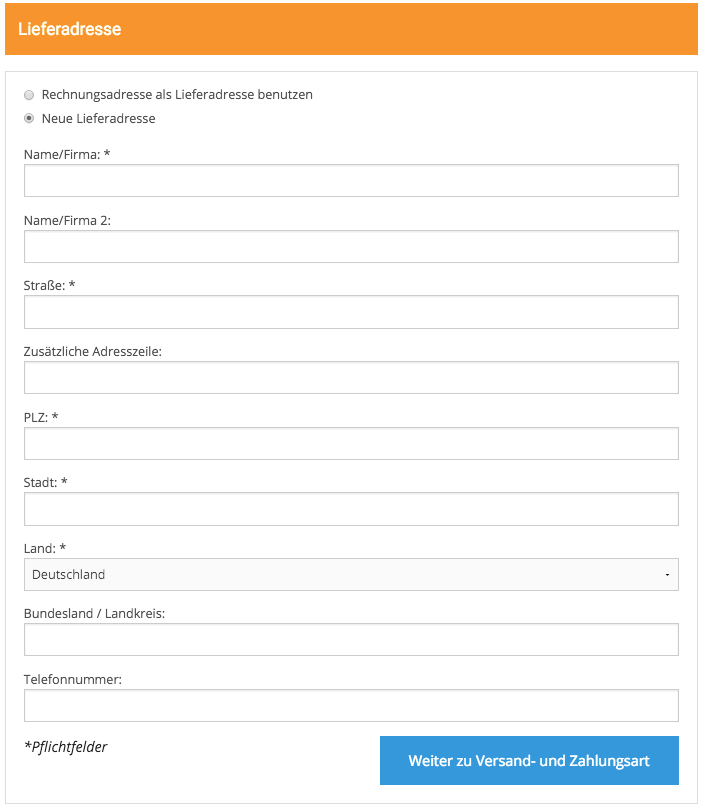 Lieferadresse
Rechnungsadresse als Lieferadresse benutzen
Neue Lieferadresse
Name/Firma: *
Name/Firma 2:
Straße: *
Zusätzliche Adresszeile:
PLZ: *
Stadt: *
Land: *
Deutschland
Bundesland / Landkreis:
Telefonnummer:
*Pflichtfelder
Weiter zu Versand- und Zahlungsart